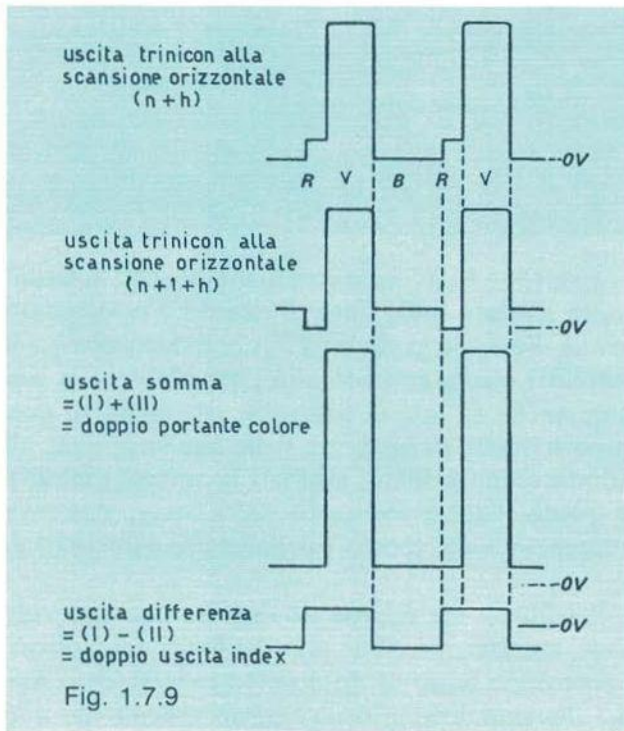 uscita trinicon alla
scansione orizzontale
(n+h)
---0V
R V B R V
uscita trinicon alla
scansione orizzontale
(n+1+h)
---0V
uscita somma
=(I)+(II)
= doppio portante colore
---0V
uscita differenza
=(I)-(II)
= doppio uscita index
---0V
Fig. 1.7.9